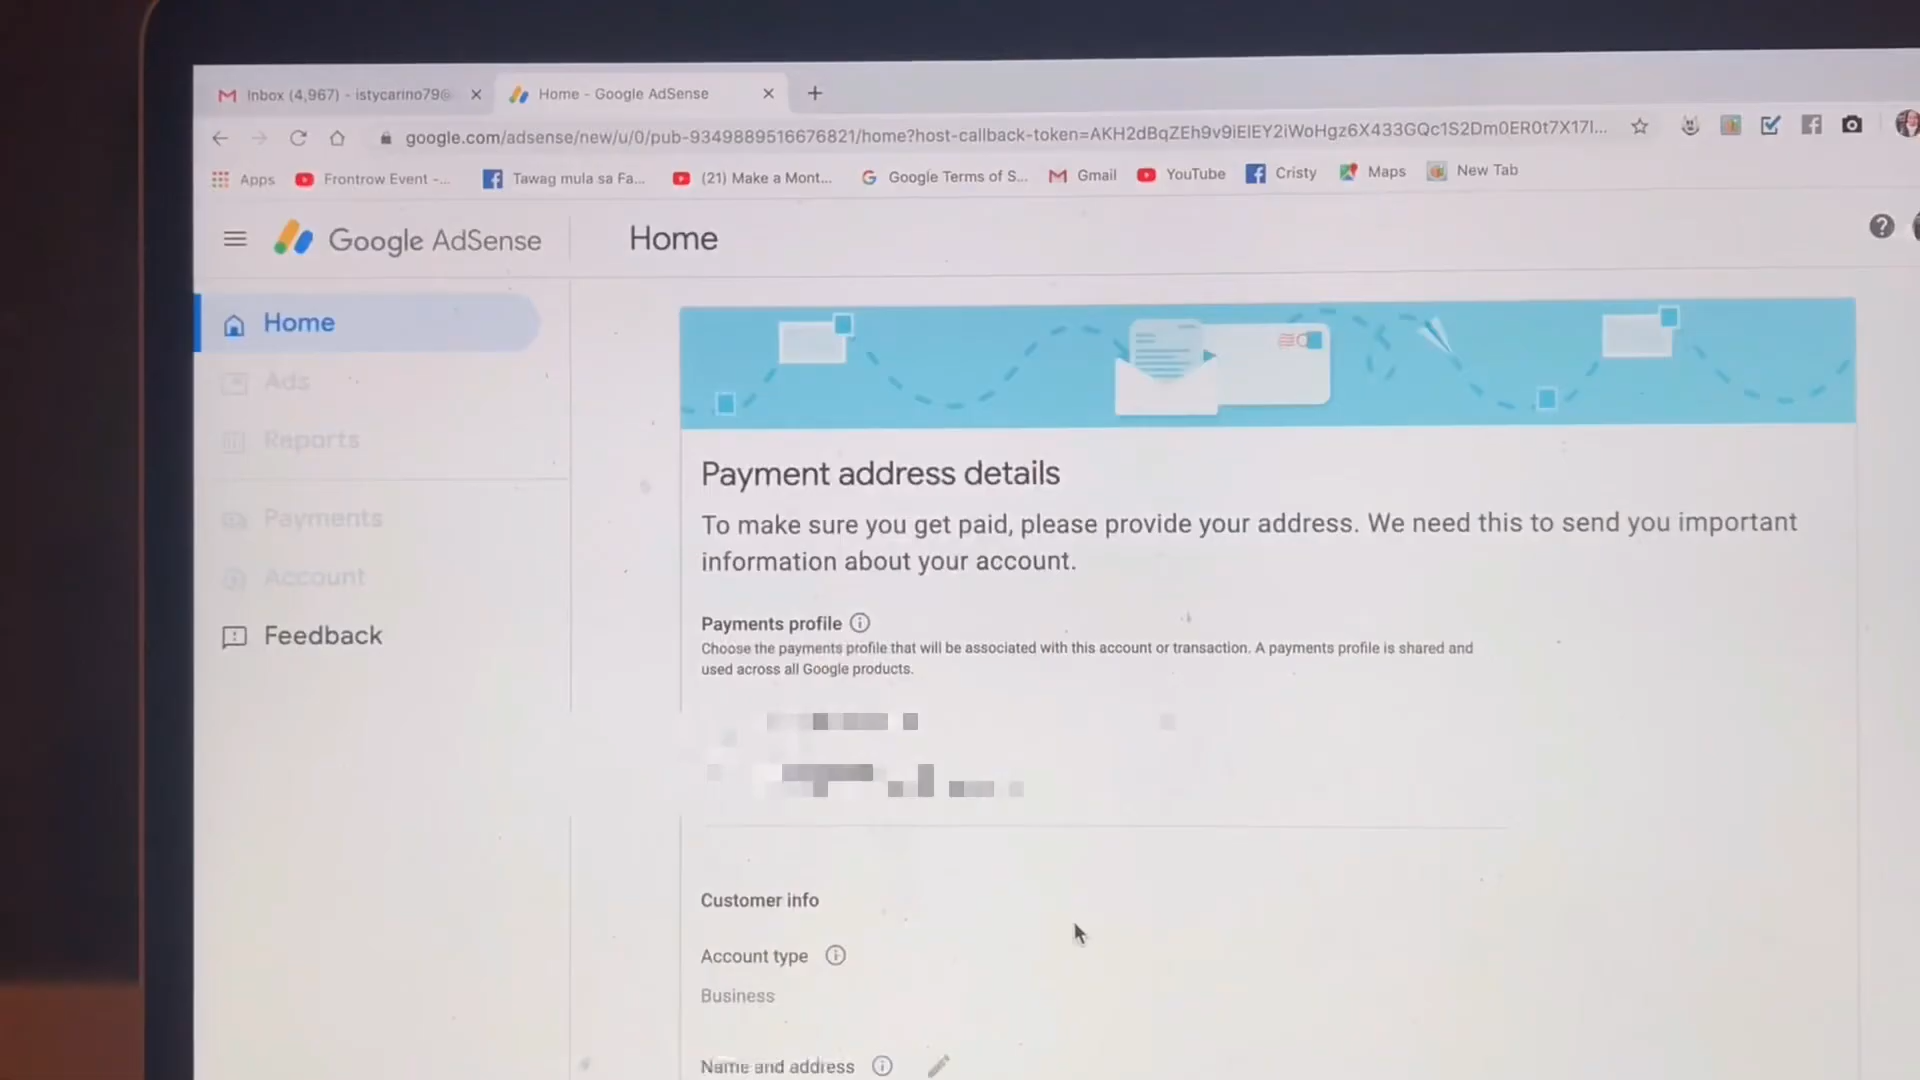 Inbox (4,967) - istycarino79@
Home - Google AdSense
google.com/adsense/new/u/0/pub-9349889516676821/home?host-callback-token=AKH2dBqZEh9v9iEIEY2iWoHgz6X433GQc1S2Dm0ER0t7X17l...
Apps
Frontrow Event -...
Tawag mula sa Fa...
(21) Make a Mont...
Google Terms of S...
Gmail
YouTube
Cristy
Maps
New Tab
Google AdSense
Home
Home
Ads
Reports
Payments
Account
Feedback
Payment address details
To make sure you get paid, please provide your address. We need this to send you important
information about your account.
Payments profile
Choose the payments profile that will be associated with this account or transaction. A payments profile is shared and
used across all Google products.
Customer info
Account type
Business
Name and address